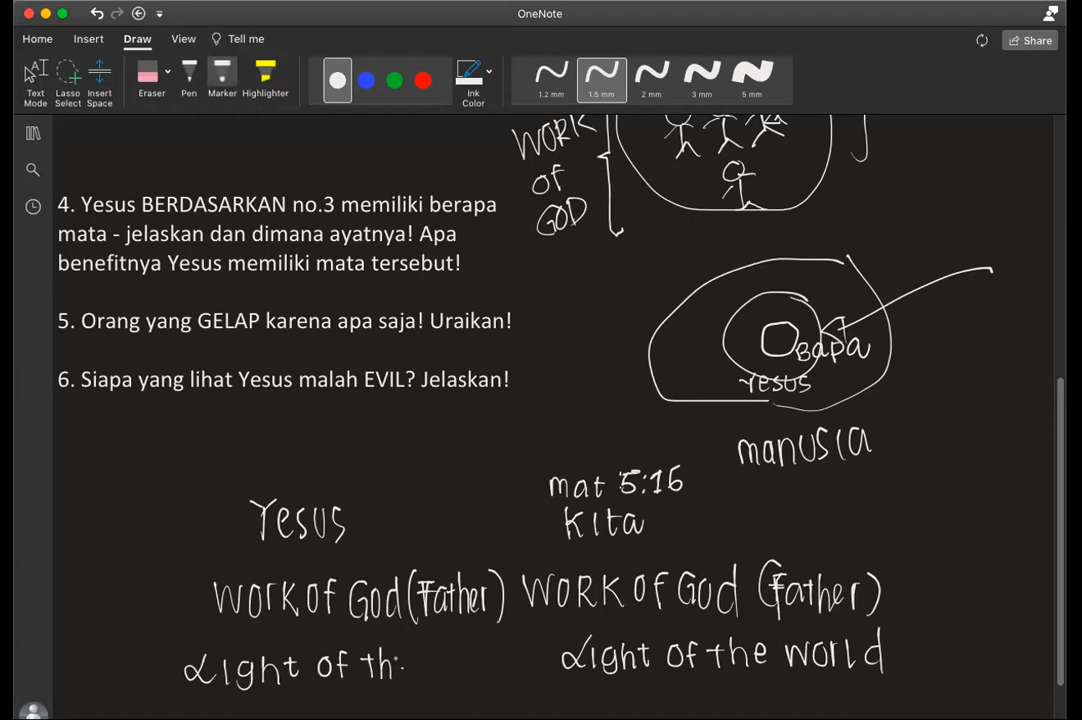 OneNote
Home Insert Draw View Tell me
Share
Text Mode
Lasso Select
Insert Space
Eraser
Pen
Marker
Highlighter
Ink Color
1.2 mm
1.5 mm
2 mm
3 mm
5 mm
WORK
of
GOD
4. Yesus BERDASARKAN no.3 memiliki berapa
mata - jelaskan dan dimana ayatnya! Apa
benefitnya Yesus memiliki mata tersebut!
5. Orang yang GELAP karena apa saja! Uraikan!
6. Siapa yang lihat Yesus malah EVIL? Jelaskan!
Bapa
Yesus
manusia
mat 5:16
Yesus
Kita
WORK OF God (Father)
WORK OF God (Father)
Light of th
Light of the world